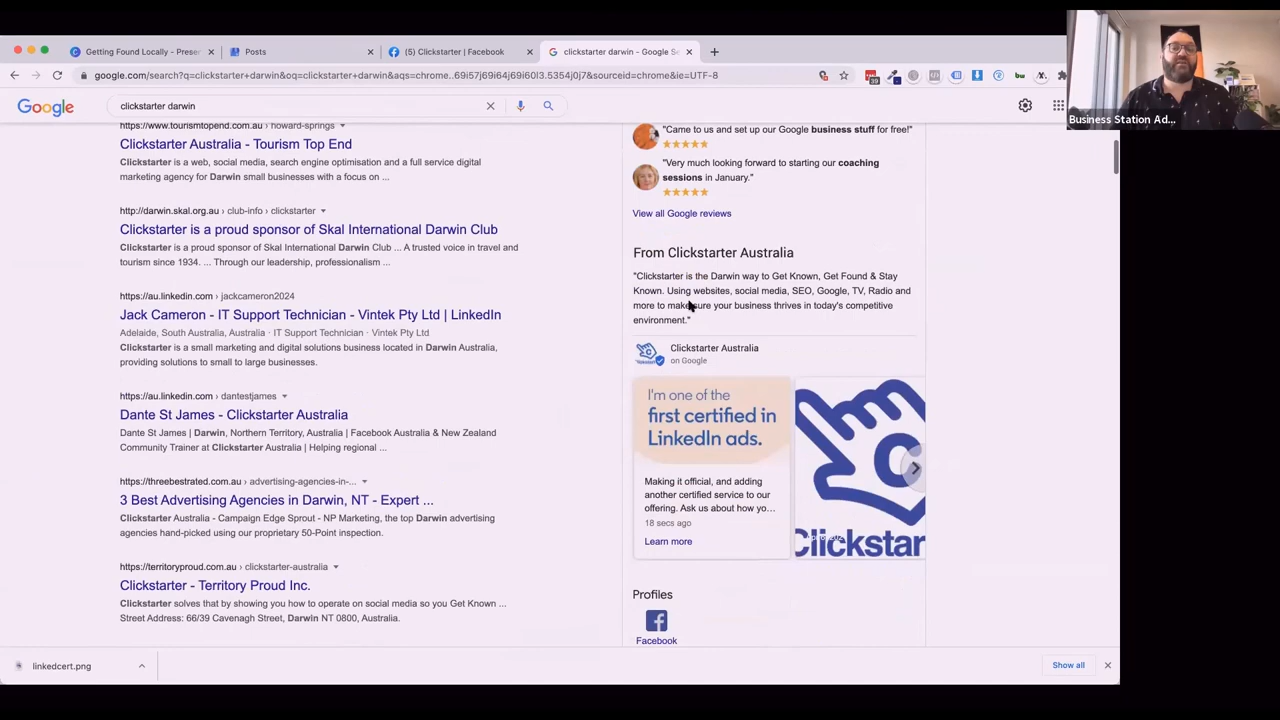 Getting Found Locally - Prese
Posts
(5) Clickstarter | Facebook
clickstarter darwin - Google Se
google.com/search?q=clickstarter+darwin&oq=clickstarter+darwin&aqs=chrome..69i57j69i64j69i60l3.5354j0j7&sourceid=chrome&ie=UTF-8
39
bw
Google
clickstarter darwin
Business Station Ad...
https://www.tourismtopend.com.au › howard-springs
Clickstarter Australia - Tourism Top End
Clickstarter is a web, social media, search engine optimisation and a full service digital
marketing agency for Darwin small businesses with a focus on ...
http://darwin.skal.org.au › club-info › clickstarter
Clickstarter is a proud sponsor of Skal International Darwin Club
Clickstarter is a proud sponsor of Skal International Darwin Club ... A trusted voice in travel and
tourism since 1934. ... Through our leadership, professionalism ...
https://au.linkedin.com › jackcameron2024
Jack Cameron - IT Support Technician - Vintek Pty Ltd | LinkedIn
Adelaide, South Australia, Australia · IT Support Technician · Vintek Pty Ltd
Clickstarter is a small marketing and digital solutions business located in Darwin Australia,
providing solutions to small to large businesses.
https://au.linkedin.com › dantestjames
Dante St James - Clickstarter Australia
Dante St James | Darwin, Northern Territory, Australia | Facebook Australia & New Zealand
Community Trainer at Clickstarter Australia | Helping regional ...
https://threebestrated.com.au › advertising-agencies-in-...
3 Best Advertising Agencies in Darwin, NT - Expert ...
Clickstarter Australia - Campaign Edge Sprout - NP Marketing, the top Darwin advertising
agencies hand-picked using our proprietary 50-Point inspection.
https://territoryproud.com.au › clickstarter-australia
Clickstarter - Territory Proud Inc.
Clickstarter solves that by showing you how to operate on social media so you Get Known ...
Street Address: 66/39 Cavenagh Street, Darwin NT 0800, Australia.
"Came to us and set up our Google business stuff for free!"
"Very much looking forward to starting our coaching
sessions in January."
View all Google reviews
From Clickstarter Australia
"Clickstarter is the Darwin way to Get Known, Get Found & Stay
Known. Using websites, social media, SEO, Google, TV, Radio and
more to make sure your business thrives in today's competitive
environment."
Clickstarter Australia
on Google
I'm one of the
first certified in
LinkedIn ads.
Making it official, and adding
another certified service to our
offering. Ask us about how yo...
18 secs ago
Learn more
C
Clickstar
Profiles
Facebook
linkedcert.png
Show all